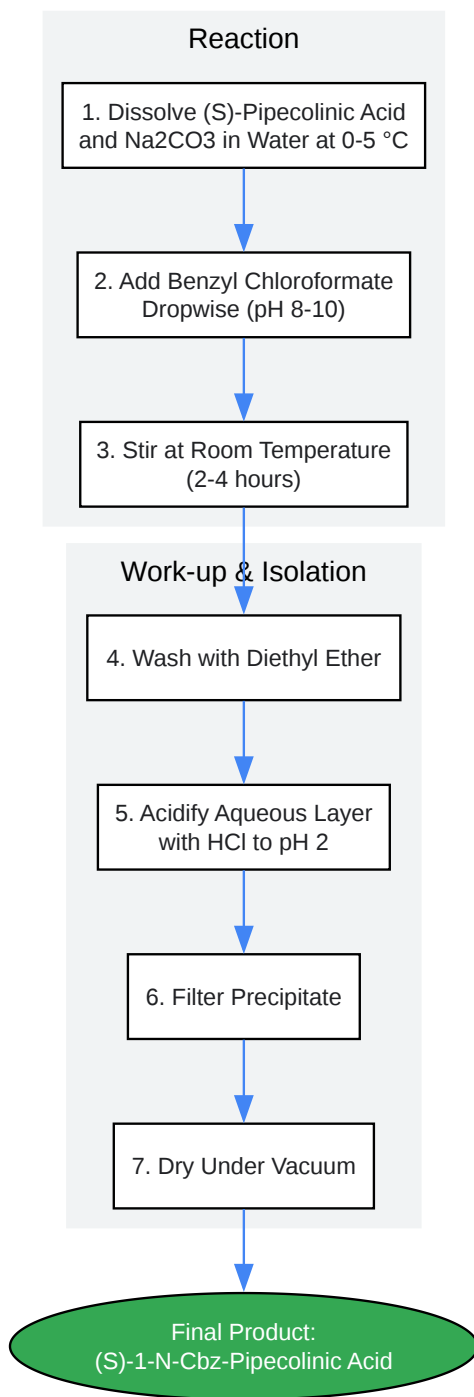 Reaction
1. Dissolve (S)-Pipecolinic Acid
and Na2CO3 in Water at 0-5 °C
2. Add Benzyl Chloroformate
Dropwise (pH 8-10)
3. Stir at Room Temperature
(2-4 hours)
Work-up & Isolation
4. Wash with Diethyl Ether
5. Acidify Aqueous Layer
with HCl to pH 2
6. Filter Precipitate
7. Dry Under Vacuum
Final Product:
(S)-1-N-Cbz-Pipecolinic Acid